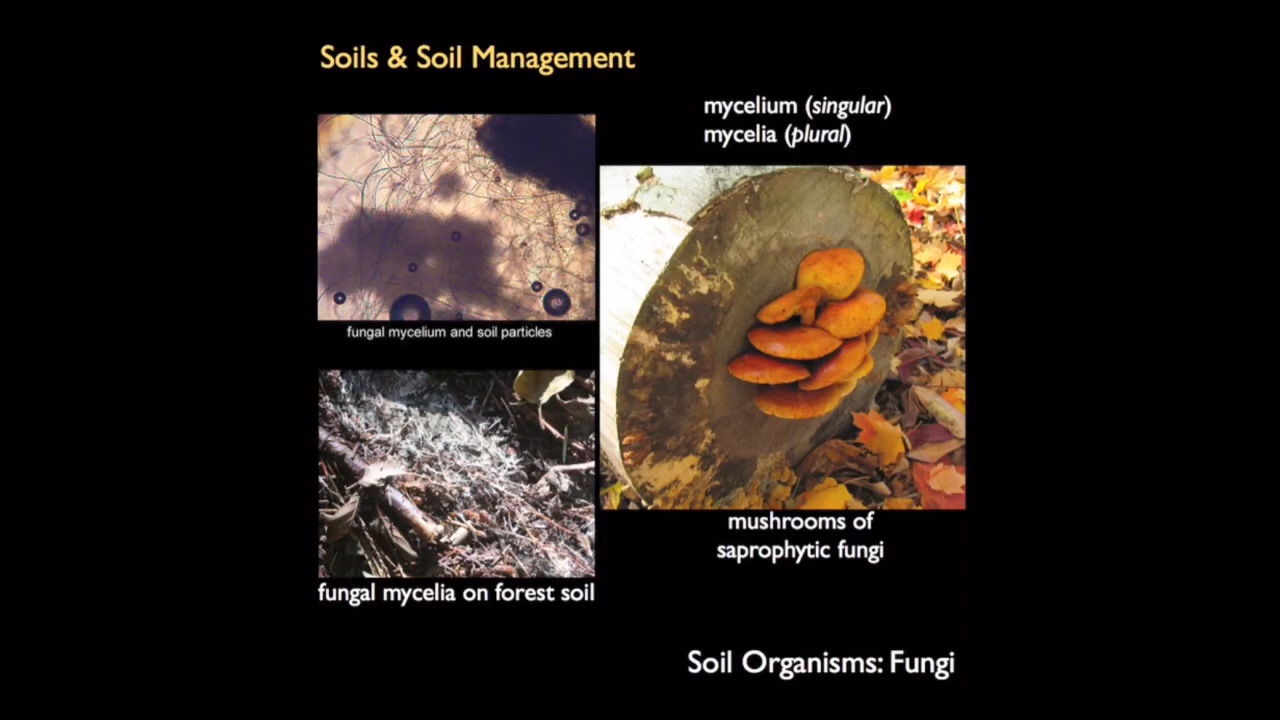 Soils & Soil Management
mycelium (singular)
mycelia (plural)
fungal mycelium and soil particles
mushrooms of
saprophytic fungi
fungal mycelia on forest soil
Soil Organisms: Fungi